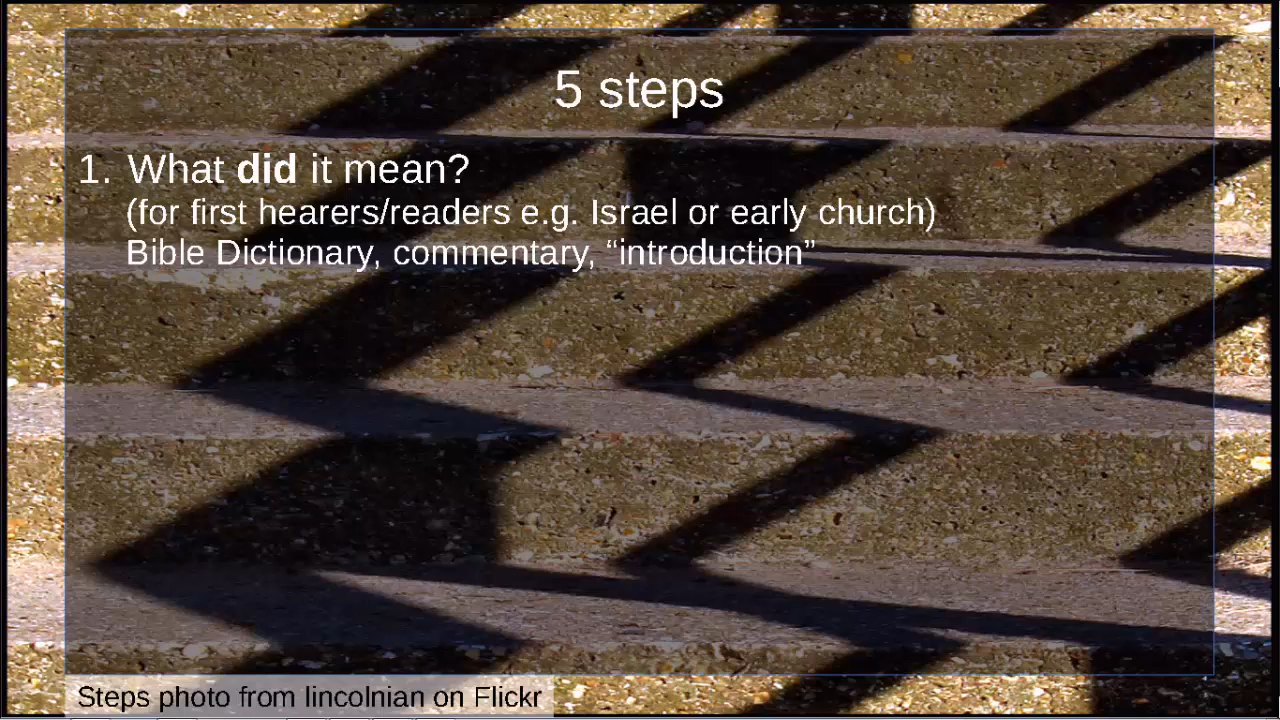 5 steps
1. What did it mean?
(for first hearers/readers e.g. Israel or early church)
Bible Dictionary, commentary, “introduction”
Steps photo from lincolnian on Flickr